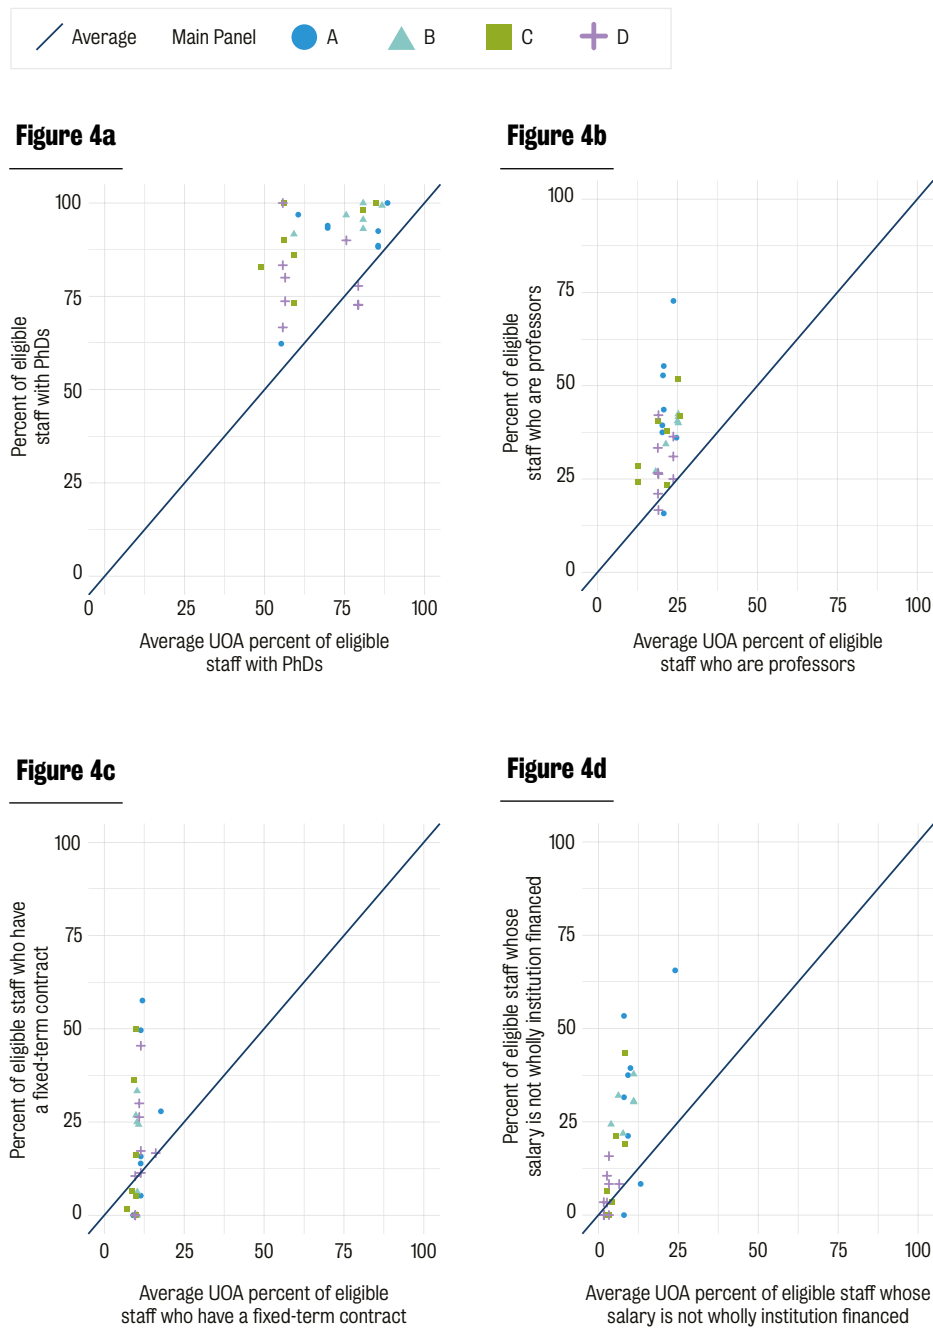 Average Main Panel A B C D
Figure 4a
100
75
50
25
0
Percent of eligible
staff with PhDs
0 25 50 75 100
Average UOA percent of eligible
staff with PhDs
Figure 4b
100
75
50
25
0
Percent of eligible
staff who are professors
0 25 50 75 100
Average UOA percent of eligible
staff who are professors
Figure 4c
100
75
50
25
0
Percent of eligible staff who have
a fixed-term contract
0 25 50 75 100
Average UOA percent of eligible
staff who have a fixed-term contract
Figure 4d
100
75
50
25
0
Percent of eligible staff whose
salary is not wholly institution financed
0 25 50 75 100
Average UOA percent of eligible staff whose
salary is not wholly institution financed